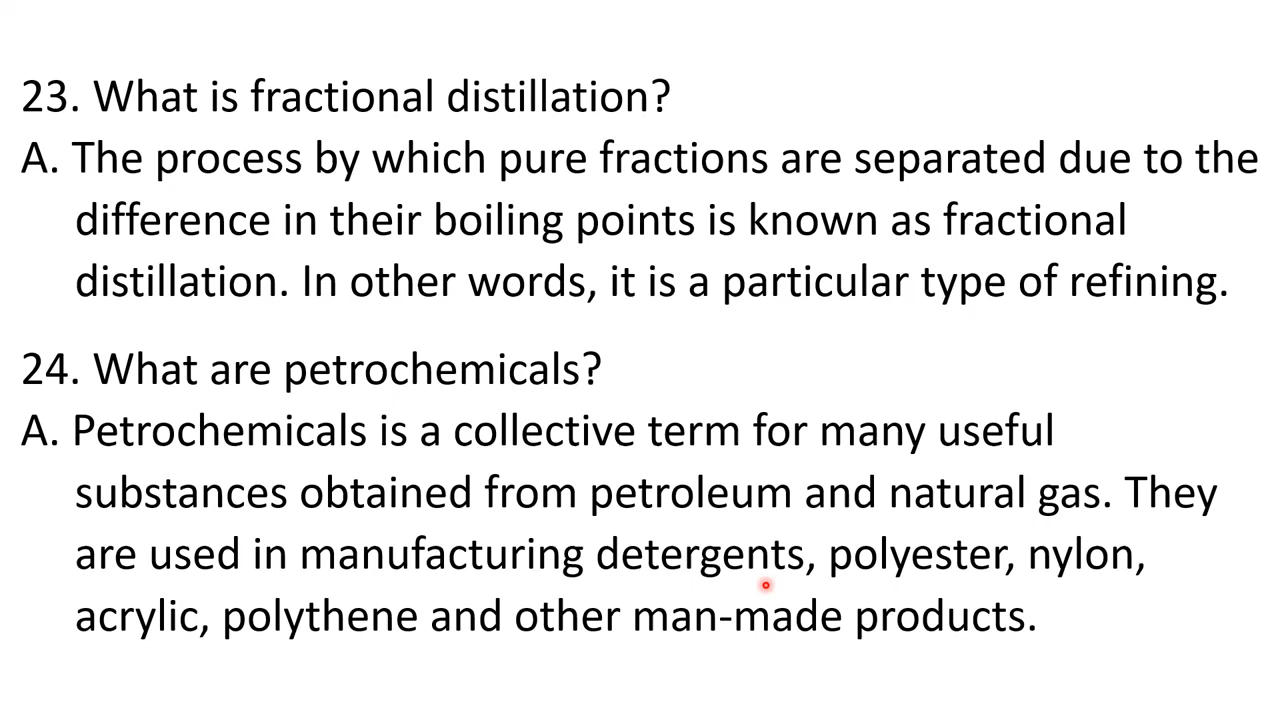 23. What is fractional distillation?
A. The process by which pure fractions are separated due to the
difference in their boiling points is known as fractional
distillation. In other words, it is a particular type of refining.
24. What are petrochemicals?
A. Petrochemicals is a collective term for many useful
substances obtained from petroleum and natural gas. They
are used in manufacturing detergents, polyester, nylon,
acrylic, polythene and other man-made products.